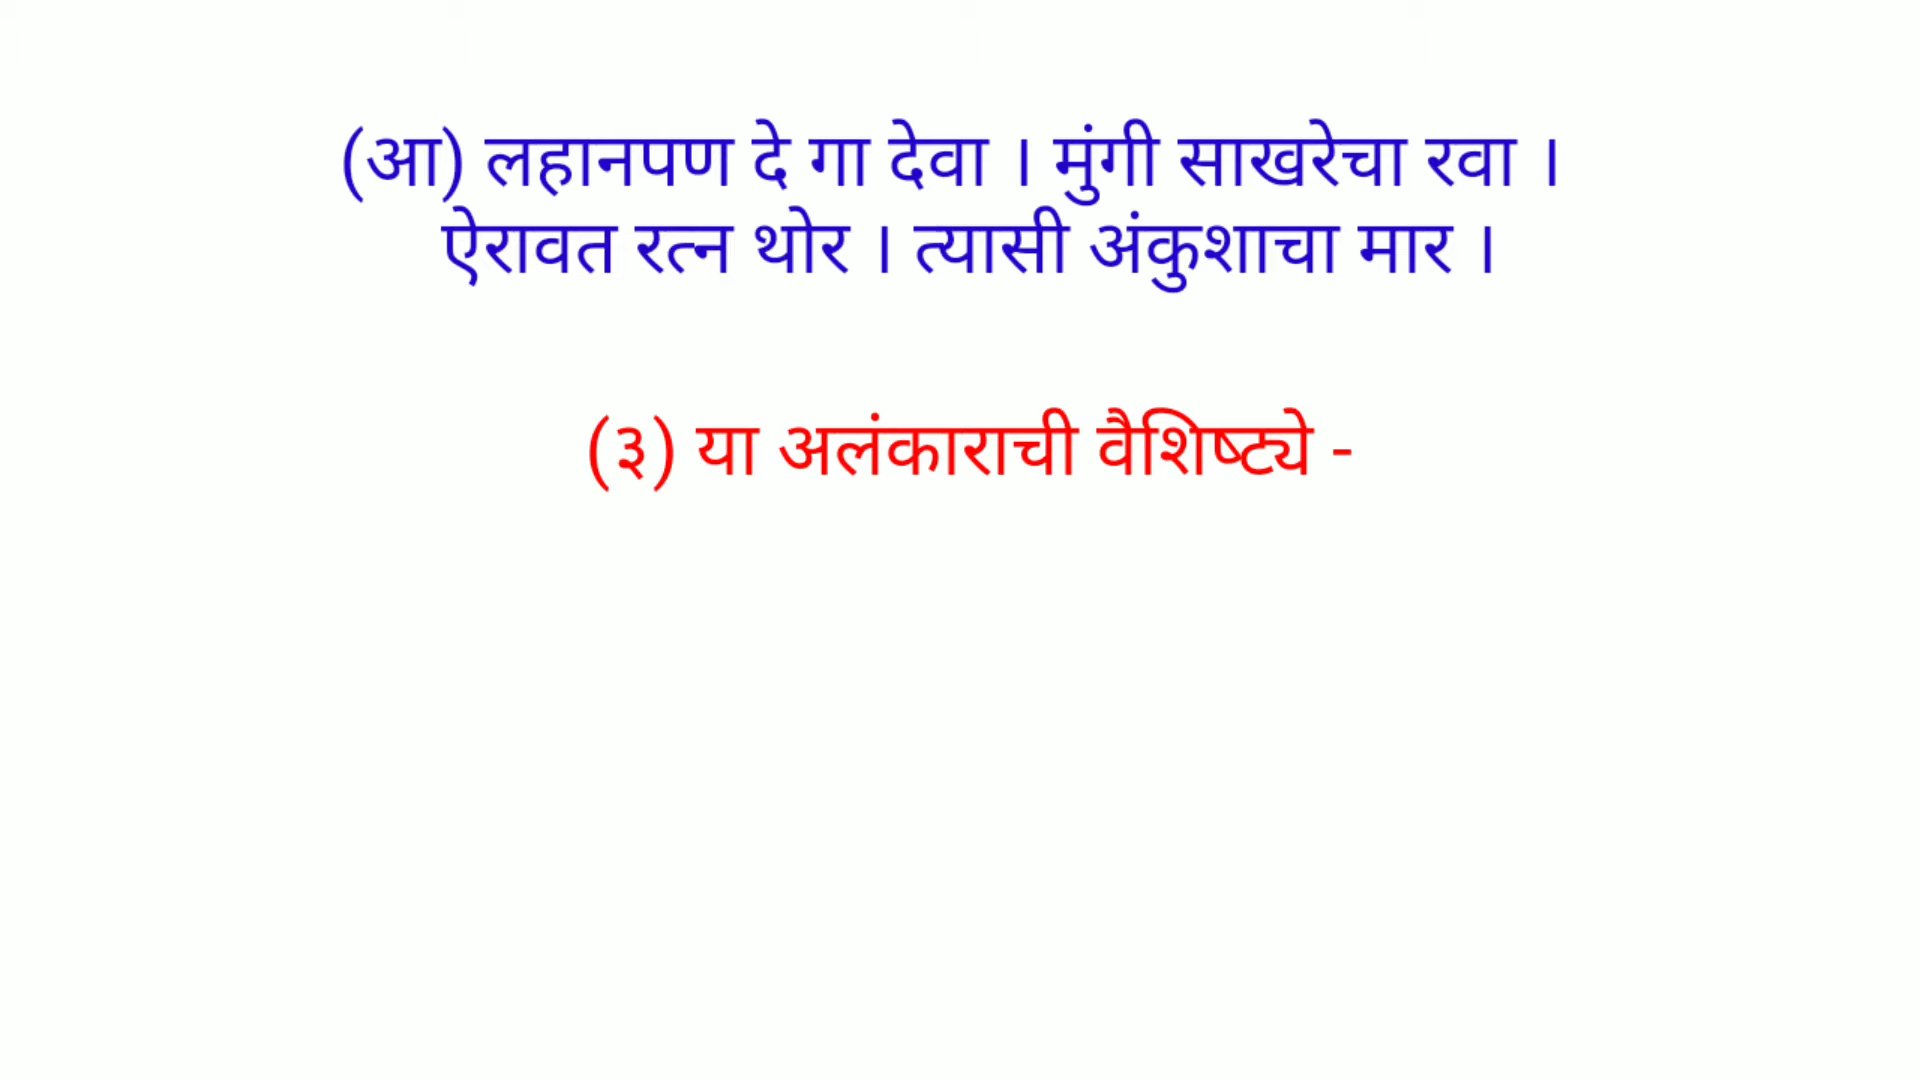 (आ) लहानपण दे गा देवा । मुंगी साखरेचा रवा ।
ऐरावत रत्न थोर । त्यासी अंकुशाचा मार ।
(३) या अलंकाराची वैशिष्ट्ये -